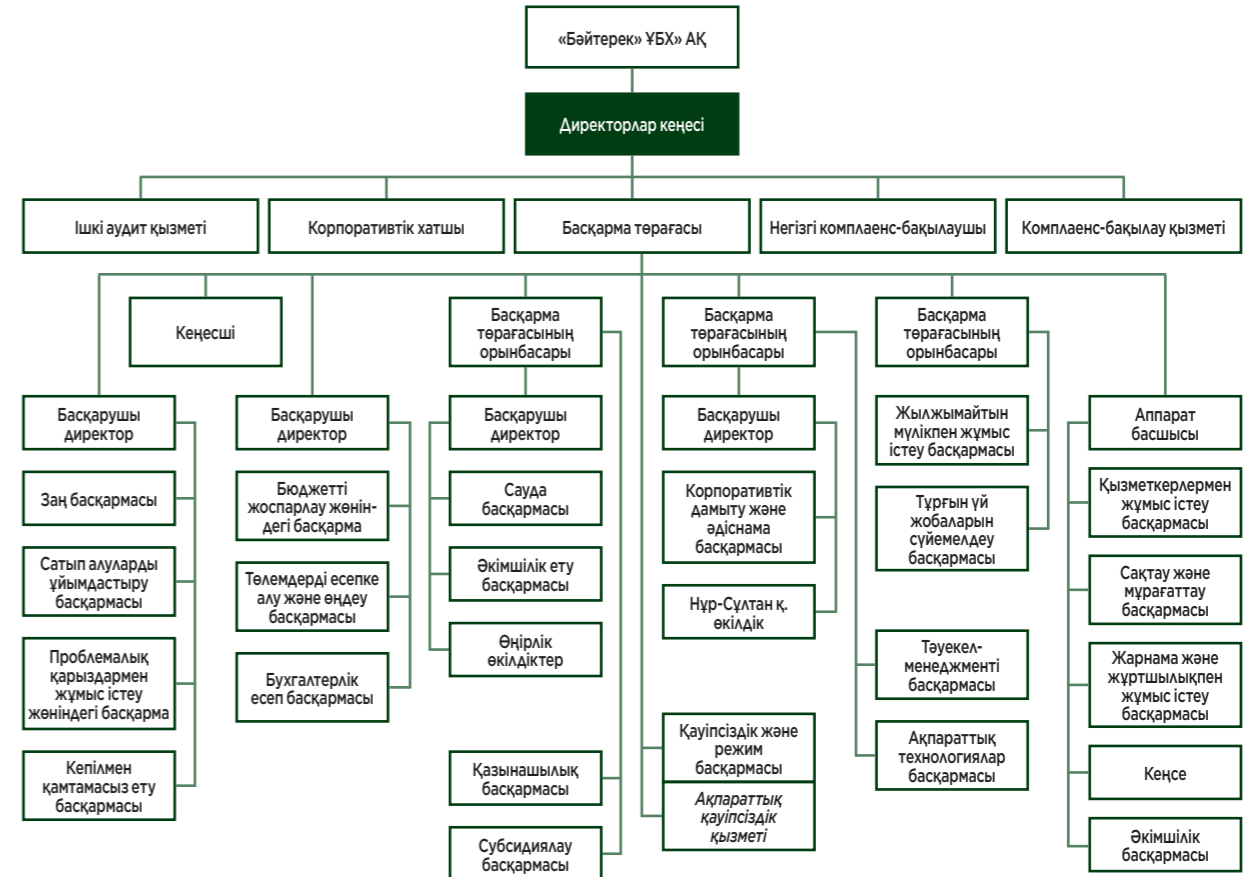 «Бәйтерек» ҰБХ» АҚ
Директорлар кеңесі
Ішкі аудит қызметі
Корпоративтік хатшы
Басқарма төрағасы
Негізгі комплаенс-бақылаушы
Комплаенс-бақылау қызметі
Кеңесші
Басқарма
төрағасының
орынбасары
Басқарма
төрағасының
орынбасары
Басқарма
төрағасының
орынбасары
Басқарушы
директор
Заң басқармасы
Сатып алуларды
ұйымдастыру
басқармасы
Проблемалық
қарыздармен
жұмыс істеу
жөніндегі басқарма
Кепілмен
қамтамасыз ету
басқармасы
Басқарушы
директор
Бюджетті
жоспарлау жөнін-
дегі басқарма
Төлемдерді есепке
алу және өңдеу
басқармасы
Бухгалтерлік
есеп басқармасы
Басқарушы
директор
Сауда
басқармасы
Әкімшілік ету
басқармасы
Өңірлік
өкілдіктер
Қазынашылық
басқармасы
Субсидиялау
басқармасы
Басқарушы
директор
Корпоративтік
дамыту және
әдіснама
басқармасы
Нұр-Сұлтан қ.
өкілдік
Қауіпсіздік және
режим
басқармасы
Ақпараттық
қауіпсіздік
қызметі
Жылжымайтын
мүлікпен жұмыс
істеу басқармасы
Тұрғын үй
жобаларын
сүйемелдеу
басқармасы
Тәуекел-
менеджменті
басқармасы
Ақпараттық
технологиялар
басқармасы
Аппарат
басшысы
Қызметкерлермен
жұмыс істеу
басқармасы
Сақтау және
мұрағаттау
басқармасы
Жарнама және
жұртшылықпен
жұмыс істеу
басқармасы
Кеңсе
Әкімшілік
басқармасы